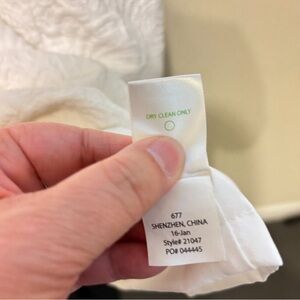 DRY CLEAN ONLY
677
SHENZHEN, CHINA
16-Jan
Style# 21047
PO# 044445